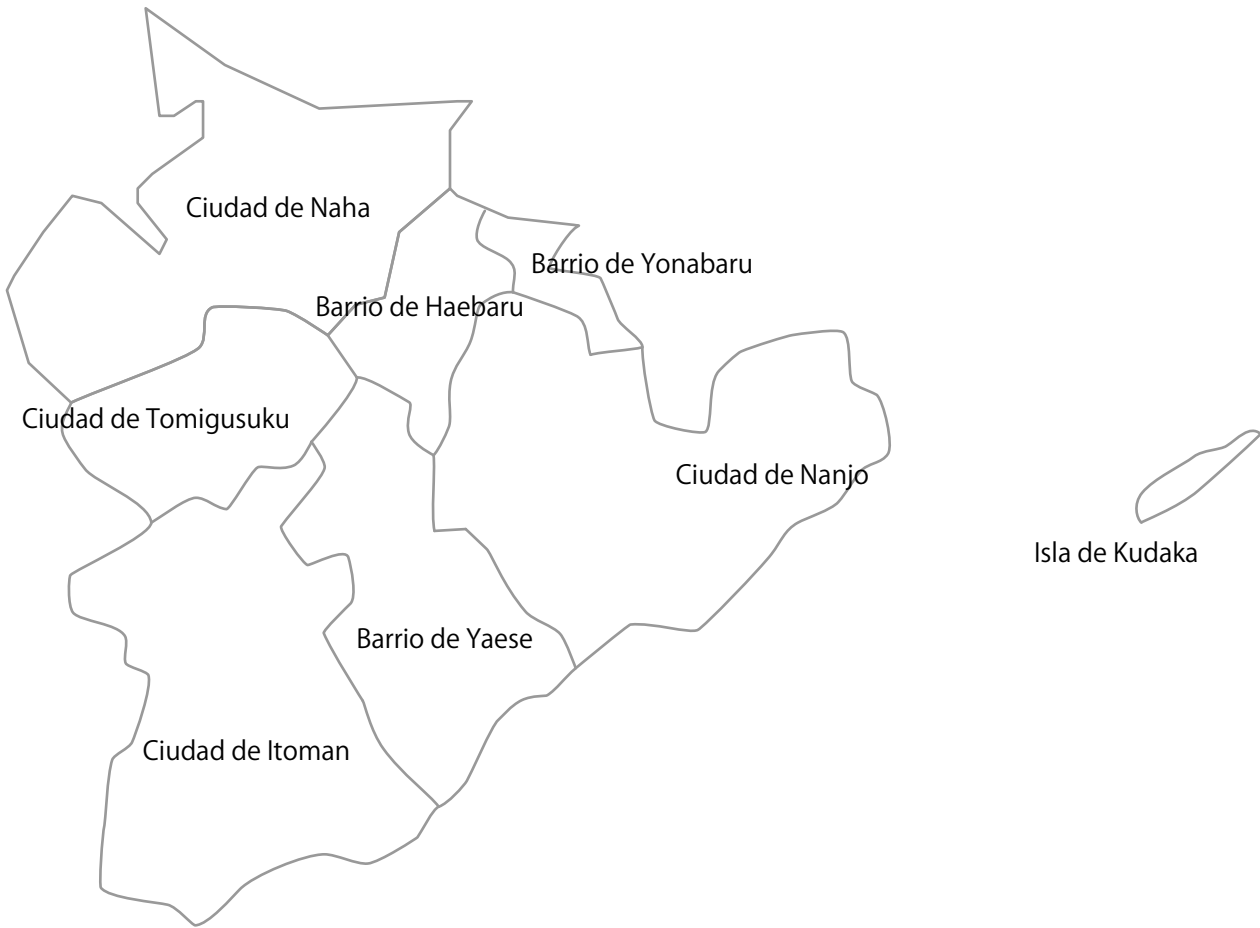 Ciudad de Naha
Barrio de Yonabaru
Barrio de Haebaru
Ciudad de Tomigusuku
Ciudad de Nanjo
Isla de Kudaka
Barrio de Yaese
Ciudad de Itoman